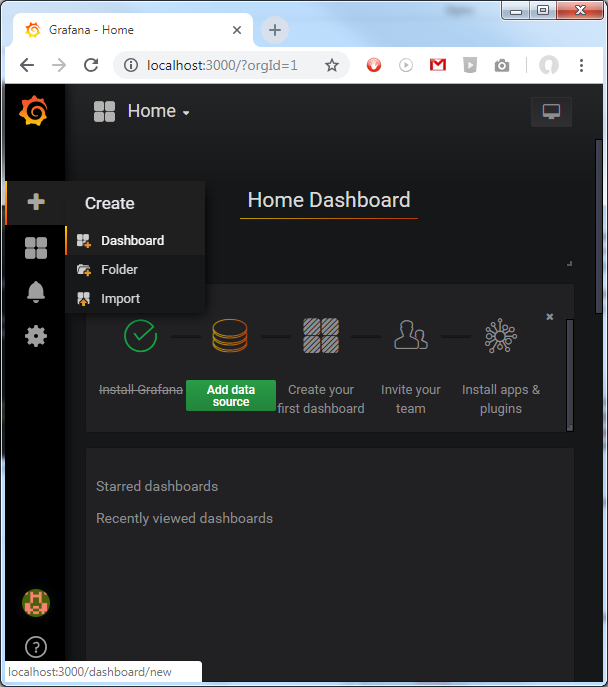 Grafana - Home
localhost:3000/?orgId=1
Home
Create
Dashboard
Folder
Import
Home Dashboard
Install Grafana
Add data
source
Create your
first dashboard
Invite your
team
Install apps &
plugins
Starred dashboards
Recently viewed dashboards
localhost:3000/dashboard/new